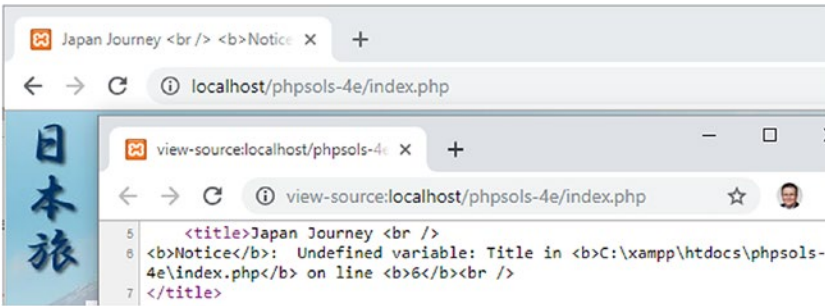 Japan Journey <br /> <b>Notice
localhost/phpsols-4e/index.php
日
本
旅
view-source:localhost/phpsols-4e
view-source:localhost/phpsols-4e/index.php
5 <title>Japan Journey <br />
6 <b>Notice</b>:  Undefined variable: Title in <b>C:\xampp\htdocs\phpsols-
4e\index.php</b> on line <b>6</b><br />
7 </title>